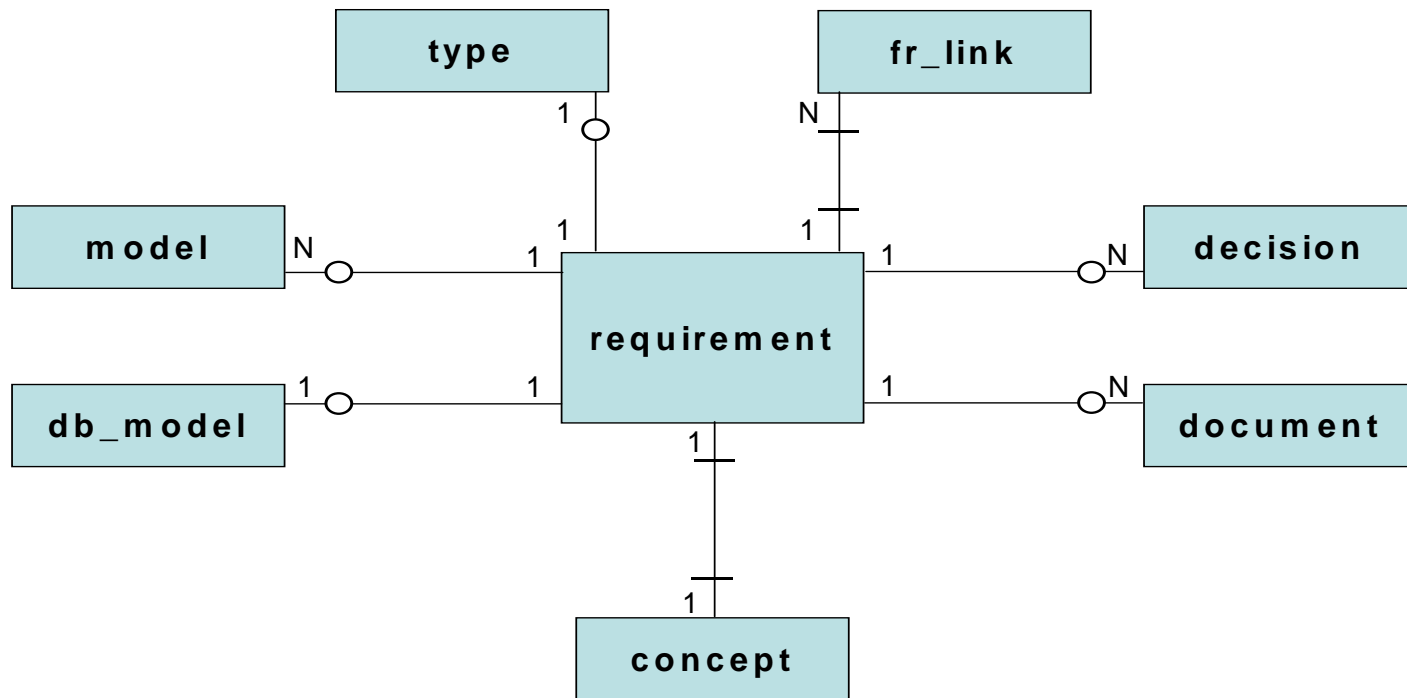 type
fr_link
1
N
model
N
1
1
1
1
N
decision
requirement
db_model
1
1
1
N
document
1
1
concept